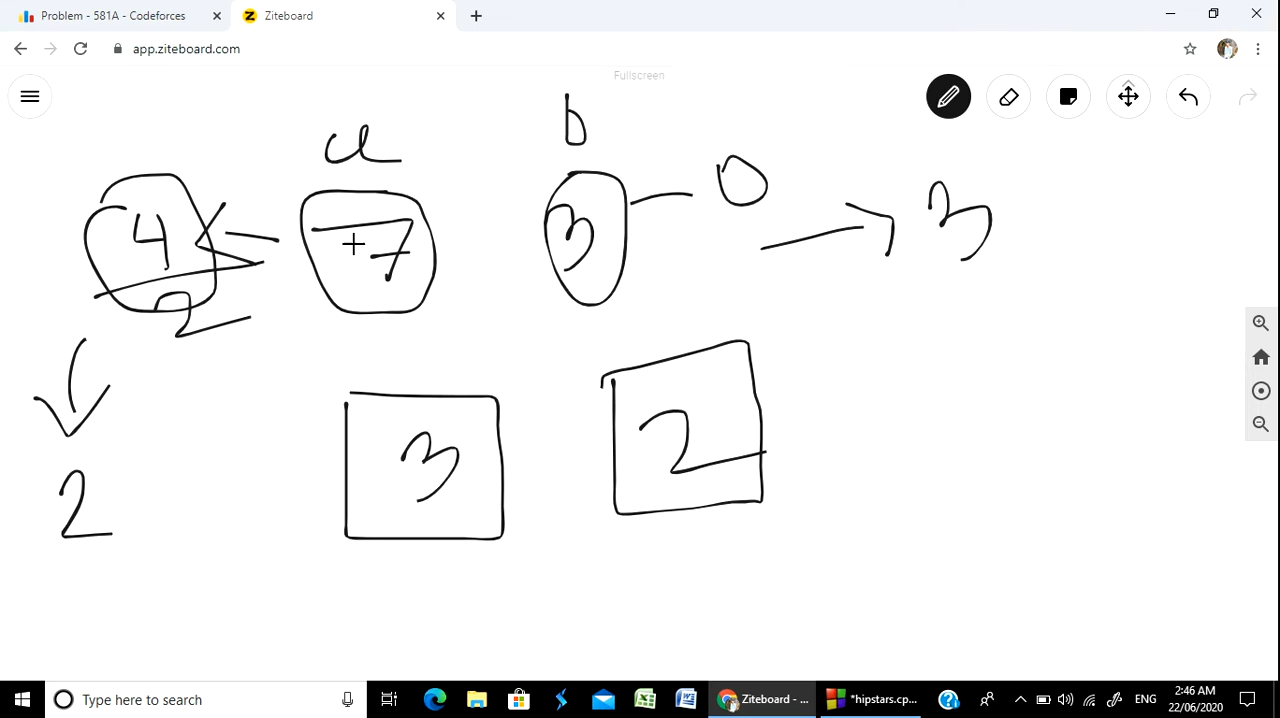 Problem - 581A - Codeforces
Ziteboard
app.ziteboard.com
Fullscreen
a b
4 7 3 0 3
2
3 2
2
Type here to search
Ziteboard - ...
*hipstars.cp...
ENG
2:46 AM
22/06/2020